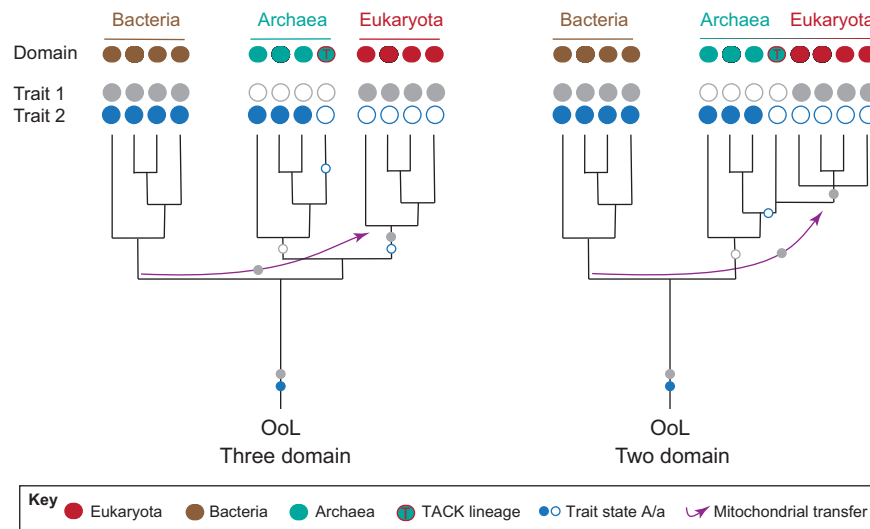 Bacteria Archaea Eukaryota Bacteria Archaea Eukaryota
Domain T T
Trait 1
Trait 2
OoL OoL
Three domain Two domain
Key Eukaryota Bacteria Archaea T TACK lineage Trait state A/a Mitochondrial transfer